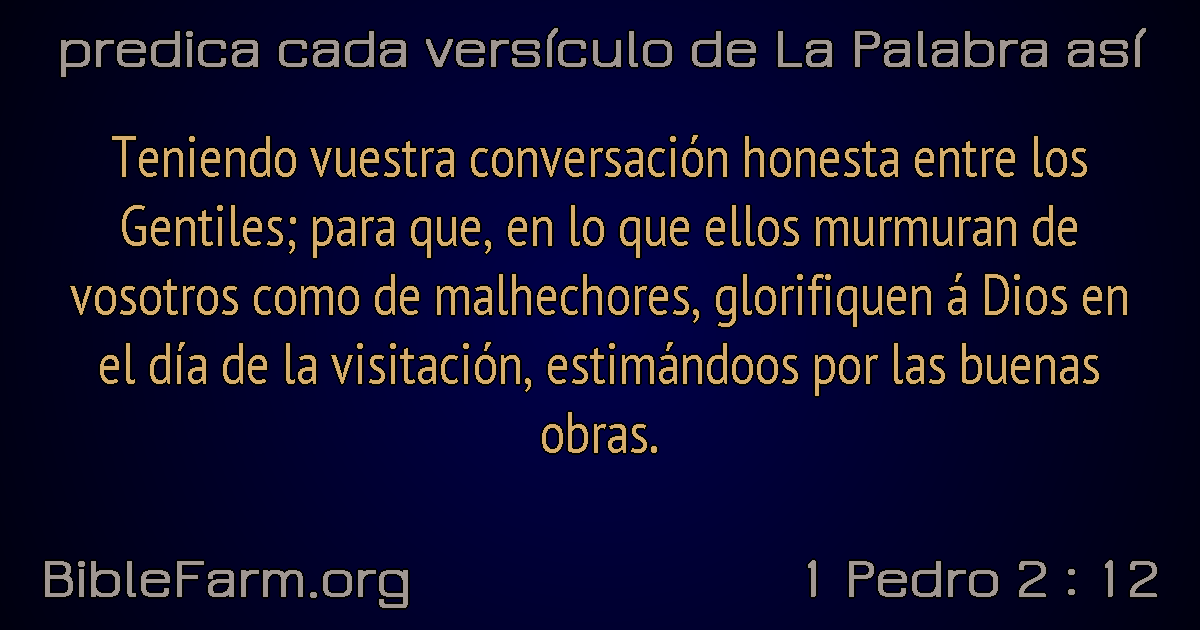 predica cada versículo de La Palabra así
Teniendo vuestra conversación honesta entre los
Gentiles; para que, en lo que ellos murmuran de
vosotros como de malhechores, glorifiquen á Dios en
el día de la visitación, estimándoos por las buenas
obras.
BibleFarm.org
1 Pedro 2 : 12